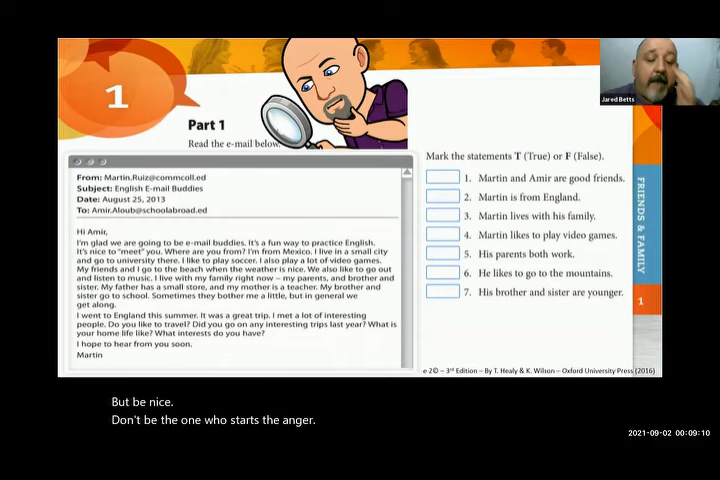 1
Part 1
Read the e-mail below.
From: Martin.Ruiz@commcoll.ed
Subject: English E-mail Buddies
Date: August 25, 2013
To: Amir.Aloub@schoolabroad.ed
Hi Amir,
I'm glad we are going to be e-mail buddies. It's a fun way to practice English.
It's nice to "meet" you. Where are you from? I'm from Mexico. I live in a small city
and go to university there. I like to play soccer. I also play a lot of video games.
My friends and I go to the beach when the weather is nice. We also like to go out
and listen to music. I live with my family right now – my parents, and brother and
sister. My father has a small store, and my mother is a teacher. My brother and
sister go to school. Sometimes they bother me a little, but in general we
get along.
I went to England this summer. It was a great trip. I met a lot of interesting
people. Do you like to travel? Did you go on any interesting trips last year? What is
your home life like? What interests do you have?
I hope to hear from you soon.
Martin
Mark the statements T (True) or F (False).
1. Martin and Amir are good friends.
2. Martin is from England.
3. Martin lives with his family.
4. Martin likes to play video games.
5. His parents both work.
6. He likes to go to the mountains.
7. His brother and sister are younger.
e 2© – 3rd Edition – By T. Healy & K. Wilson – Oxford University Press (2016)
FRIENDS & FAMILY
1
Jared Betts
But be nice.
Don't be the one who starts the anger.
2021-09-02 00:09:10